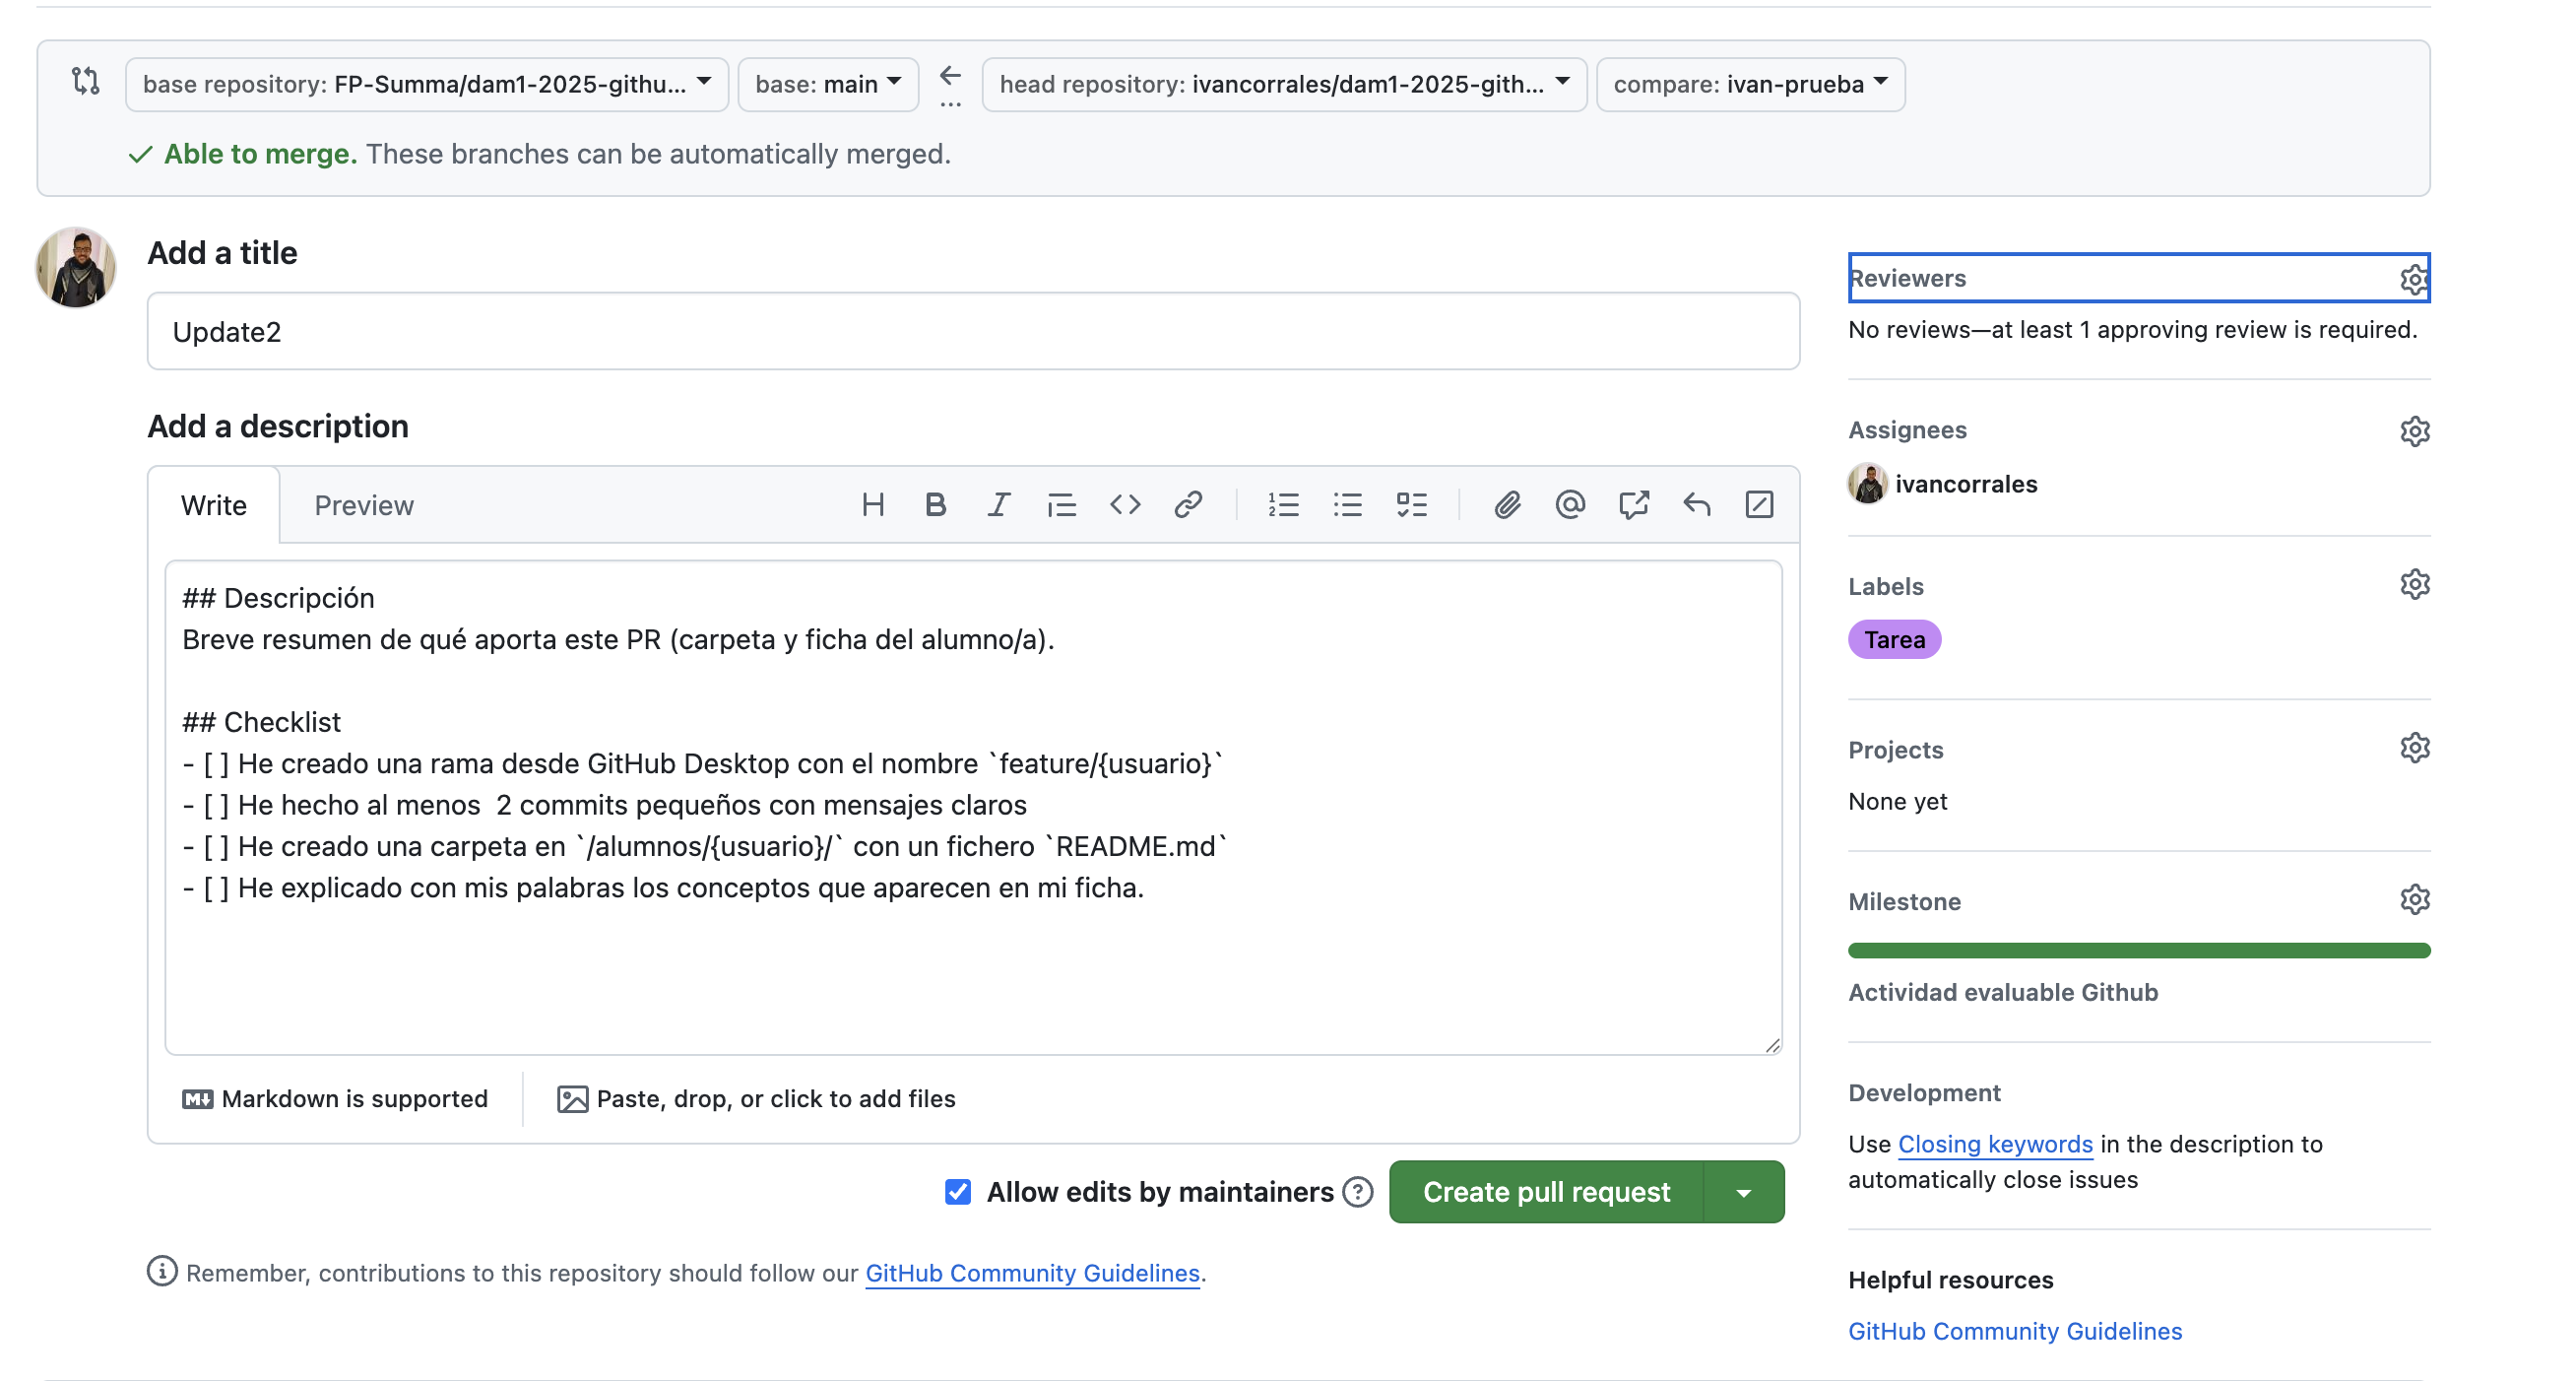 base repository: FP-Summa/dam1-2025-githu... base: main ... head repository: ivancorrales/dam1-2025-gith... compare: ivan-prueba
Able to merge. These branches can be automatically merged.
Add a title
Update2
Add a description
Write Preview
## Descripción
Breve resumen de qué aporta este PR (carpeta y ficha del alumno/a).
## Checklist
- [ ] He creado una rama desde GitHub Desktop con el nombre `feature/{usuario}`
- [ ] He hecho al menos  2 commits pequeños con mensajes claros
- [ ] He creado una carpeta en `/alumnos/{usuario}/` con un fichero `README.md`
- [ ] He explicado con mis palabras los conceptos que aparecen en mi ficha.
Markdown is supported
Paste, drop, or click to add files
Allow edits by maintainers
Create pull request
Remember, contributions to this repository should follow our GitHub Community Guidelines.
Reviewers
No reviews—at least 1 approving review is required.
Assignees
ivancorrales
Labels
Tarea
Projects
None yet
Milestone
Actividad evaluable Github
Development
Use Closing keywords in the description to
automatically close issues
Helpful resources
GitHub Community Guidelines